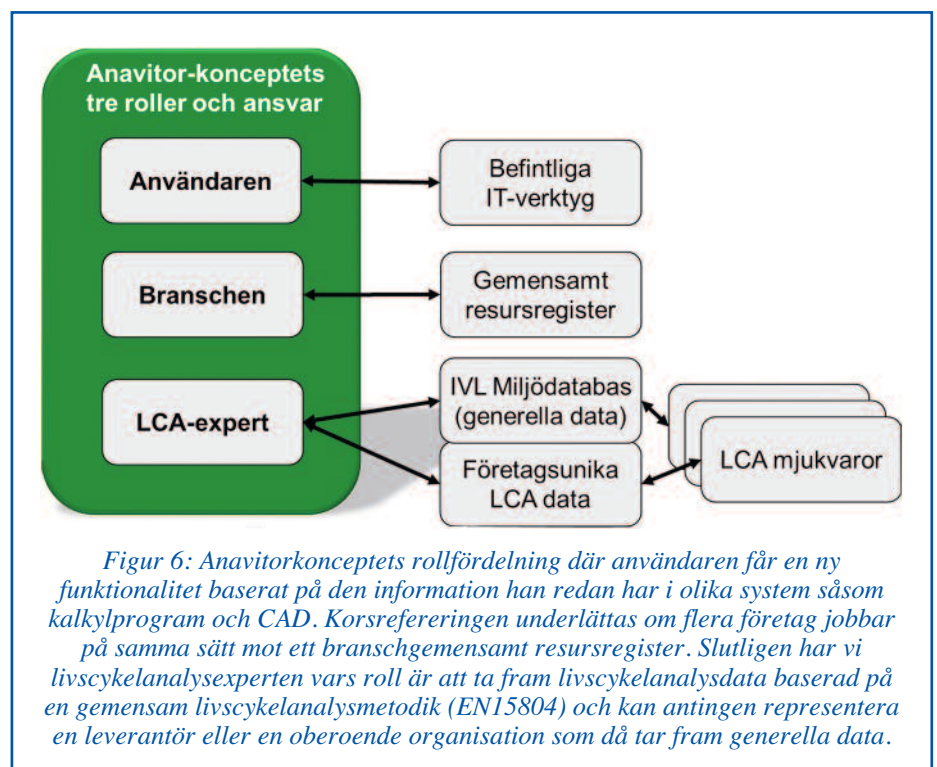 Anavitor-konceptets
tre roller och ansvar
Användaren
Befintliga
IT-verktyg
Branschen
Gemensamt
resursregister
LCA-expert
IVL Miljödatabas
(generella data)
Företagsunika
LCA data
LCA mjukvaror
Figur 6: Anavitorkonceptets rollfördelning där användaren får en ny
funktionalitet baserat på den information han redan har i olika system såsom
kalkylprogram och CAD. Korsrefereringen underlättas om flera företag jobbar
på samma sätt mot ett branschgemensamt resursregister. Slutligen har vi
livscykelanalysexperten vars roll är att ta fram livscykelanalysdata baserad på
en gemensam livscykelanalysmetodik (EN15804) och kan antingen representera
en leverantör eller en oberoende organisation som då tar fram generella data.